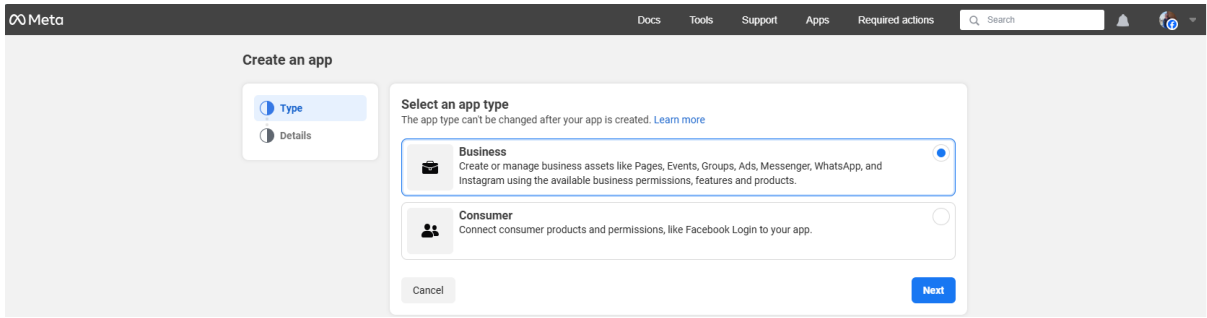 Meta
Docs Tools Support Apps Required actions Search
Create an app
Type
Details
Select an app type
The app type can't be changed after your app is created. Learn more
Business
Create or manage business assets like Pages, Events, Groups, Ads, Messenger, WhatsApp, and
Instagram using the available business permissions, features and products.
Consumer
Connect consumer products and permissions, like Facebook Login to your app.
Cancel Next